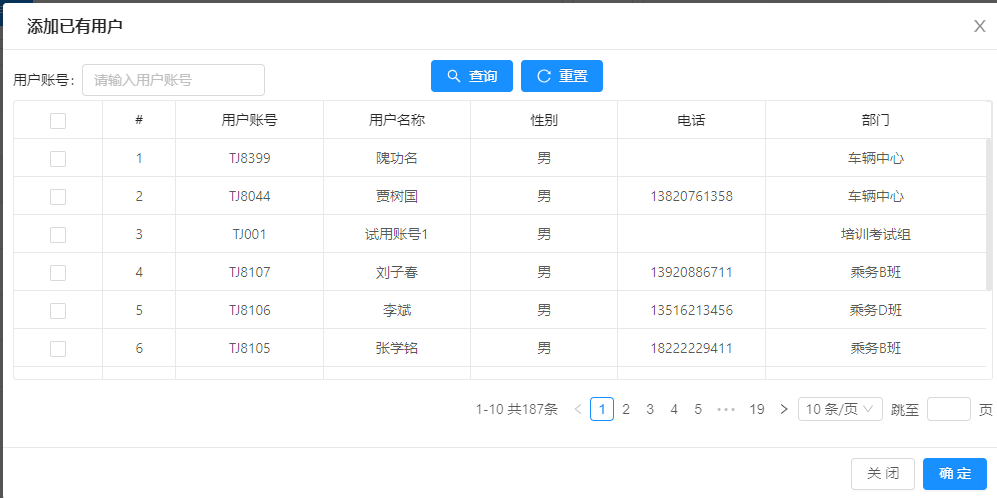 添加已有用户 X
用户账号： 请输入用户账号 查询 重置
# 用户账号 用户名称 性别 电话 部门
1 TJ8399 隗功名 男 车辆中心
2 TJ8044 贾树国 男 13820761358 车辆中心
3 TJ001 试用账号1 男 培训考试组
4 TJ8107 刘子春 男 13920886711 乘务B班
5 TJ8106 李斌 男 13516213456 乘务D班
6 TJ8105 张学铭 男 18222229411 乘务B班
1-10 共187条 < 1 2 3 4 5 ••• 19 > 10 条/页 跳至 页
关 闭 确 定